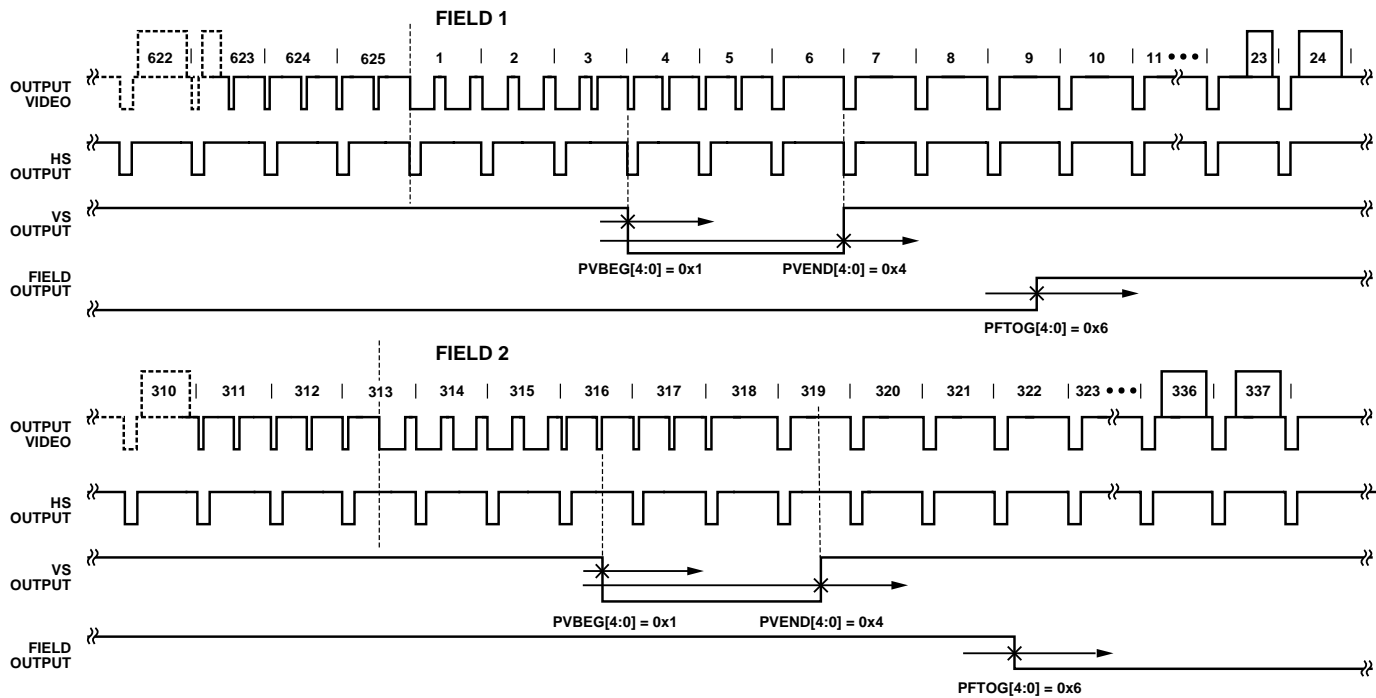 FIELD 1
622 623 624 625 1 2 3 4 5 6 7 8 9 10 11 ••• 23 24
OUTPUT
VIDEO
HS
OUTPUT
VS
OUTPUT
PVBEG[4:0] = 0x1 PVEND[4:0] = 0x4
FIELD
OUTPUT
PFTOG[4:0] = 0x6
FIELD 2
310 311 312 313 314 315 316 317 318 319 320 321 322 323 ••• 336 337
OUTPUT
VIDEO
HS
OUTPUT
VS
OUTPUT
PVBEG[4:0] = 0x1 PVEND[4:0] = 0x4
FIELD
OUTPUT
PFTOG[4:0] = 0x6